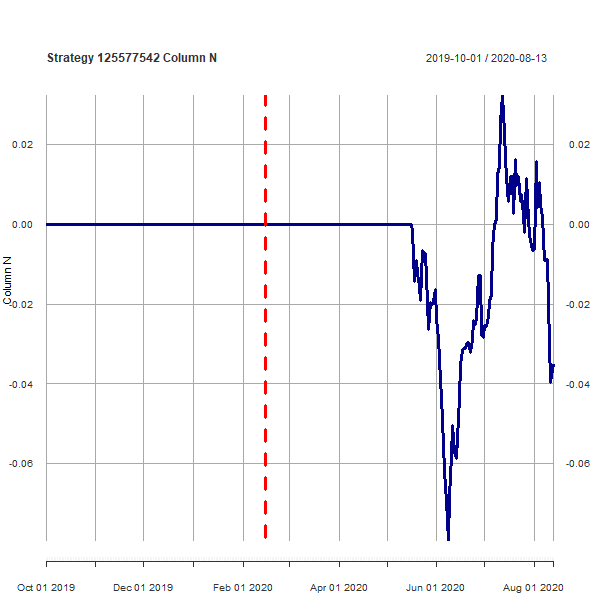 Strategy 125577542 Column N
2019-10-01 / 2020-08-13
0.02
0.02
0.00
0.00
Column N
-0.02
-0.02
-0.04
-0.04
-0.06
-0.06
Oct 01 2019
Dec 01 2019
Feb 01 2020
Apr 01 2020
Jun 01 2020
Aug 01 2020